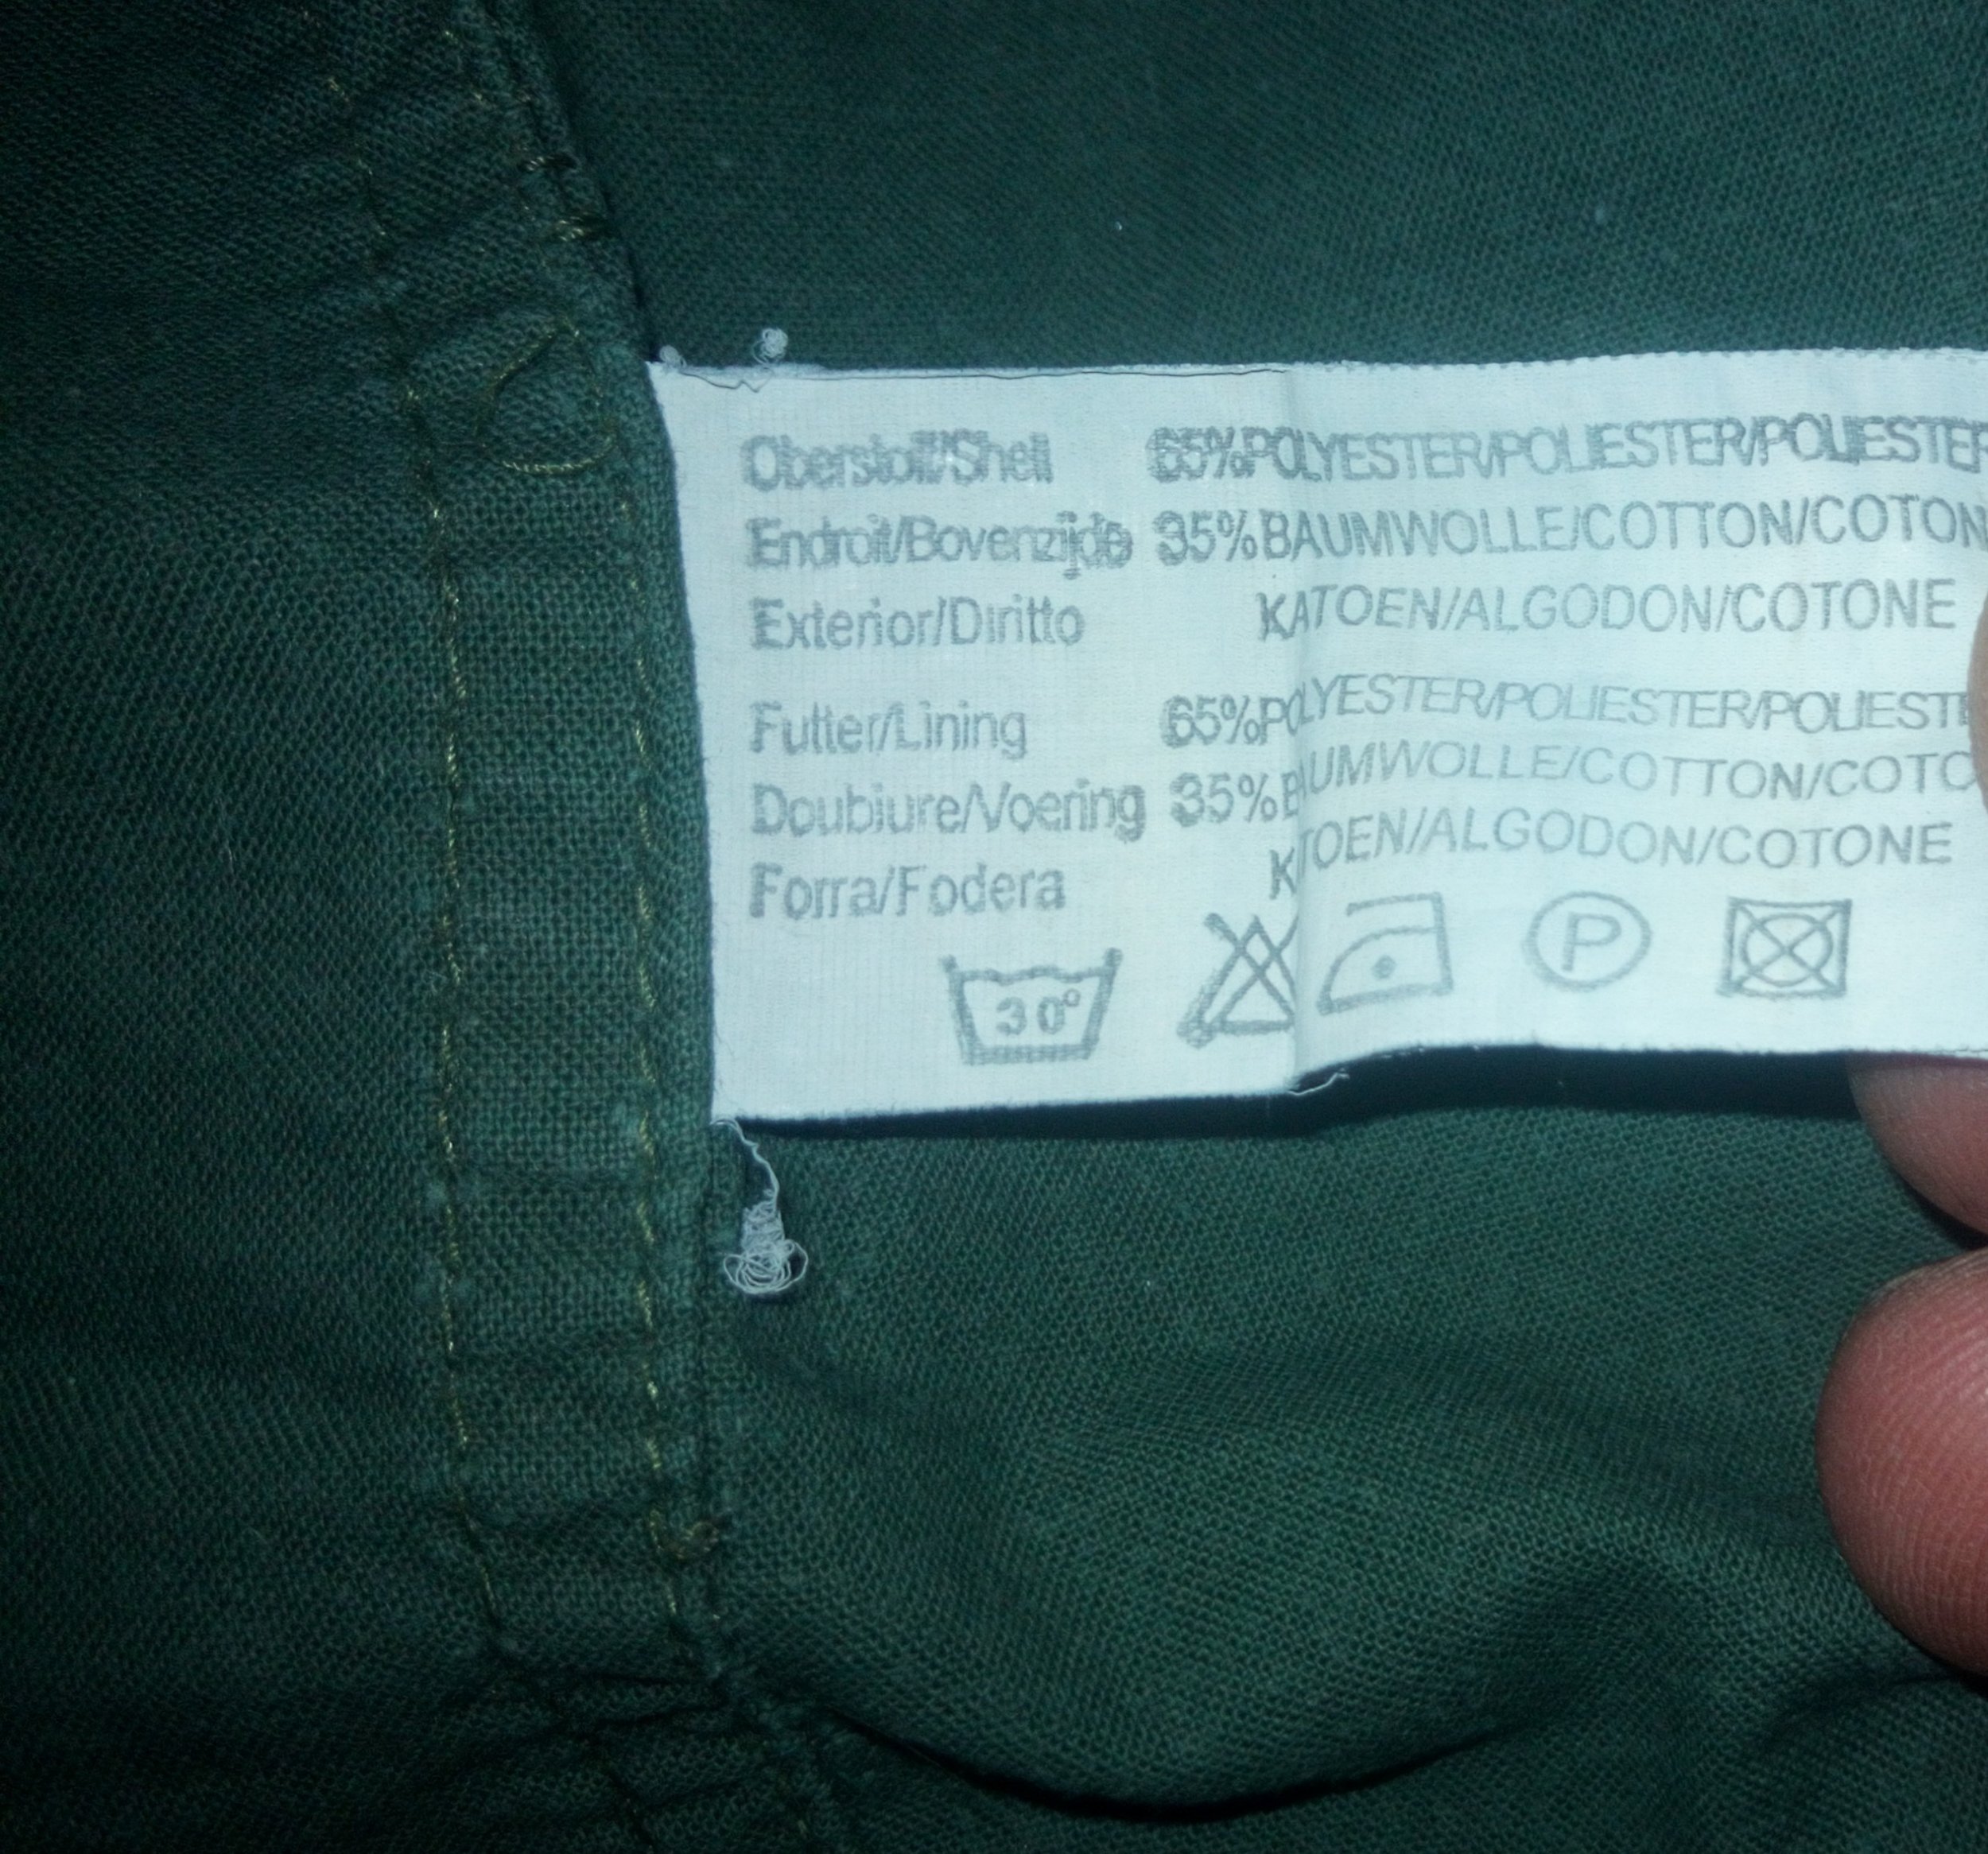 Oberstoff/Shell 65%POLYESTER/POLIESTER/POLIESTER
Endroit/Bovenzijde 35%BAUMWOLLE/COTTON/COTON
Exterior/Diritto KATOEN/ALGODON/COTONE
Futter/Lining 65%POLYESTER/POLIESTER/POLIESTE
Doubiure/Voering 35%BAUMWOLLE/COTTON/COTO
Forra/Fodera KATOEN/ALGODON/COTONE
30° P